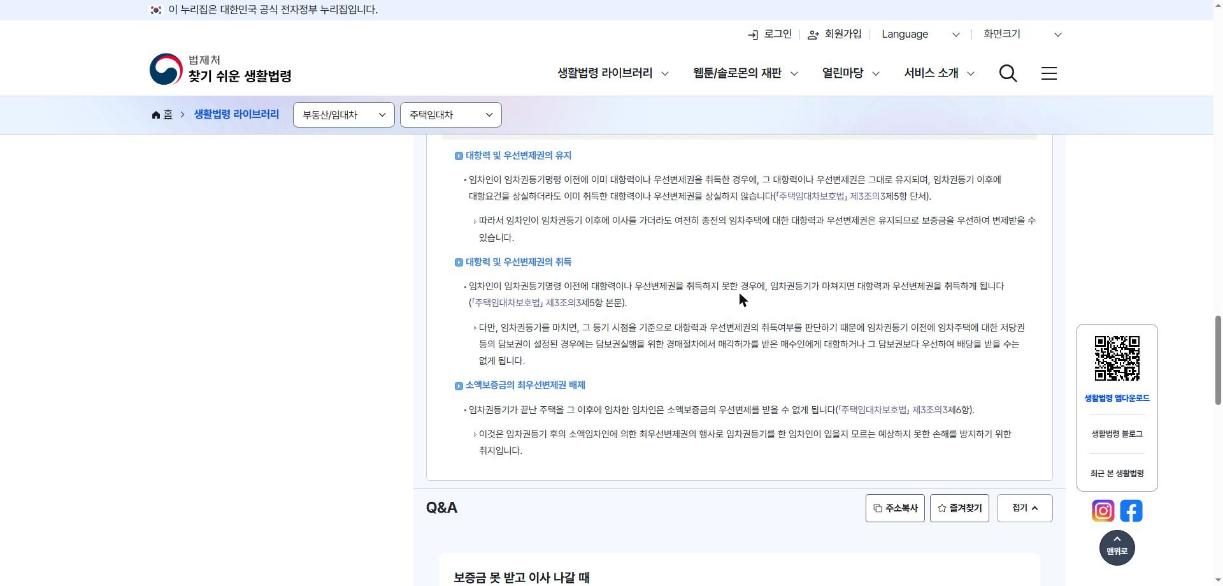 이 누리집은 대한민국 공식 전자정부 누리집입니다.
로그인 회원가입 Language 화면크기
법제처
찾기 쉬운 생활법령
생활법령 라이브러리 웹툰/솔로몬의 재판 열린마당 서비스 소개
홈 > 생활법령 라이브러리 부동산/임대차 주택임대차
대항력 및 우선변제권의 유지
· 임차인이 임차권등기명령 이전에 이미 대항력이나 우선변제권을 취득한 경우에, 그 대항력이나 우선변제권은 그대로 유지되며, 임차권등기 이후에
대항요건을 상실하더라도 이미 취득한 대항력이나 우선변제권을 상실하지 않습니다(「주택임대차보호법」 제3조의3제5항 단서).
› 따라서 임차인이 임차권등기 이후에 이사를 가더라도 여전히 종전의 임차주택에 대한 대항력과 우선변제권은 유지되므로 보증금을 우선하여 변제받을 수
있습니다.
대항력 및 우선변제권의 취득
· 임차인이 임차권등기명령 이전에 대항력이나 우선변제권을 취득하지 못한 경우에, 임차권등기가 마쳐지면 대항력과 우선변제권을 취득하게 됩니다
(「주택임대차보호법」 제3조의3제5항 본문).
› 다만, 임차권등기를 마치면, 그 등기 시점을 기준으로 대항력과 우선변제권의 취득여부를 판단하기 때문에 임차권등기 이전에 임차주택에 대한 저당권
등의 담보권이 설정된 경우에는 담보권실행을 위한 경매절차에서 매각허가를 받은 매수인에게 대항하거나 그 담보권보다 우선하여 배당을 받을 수는
없게 됩니다.
소액보증금의 최우선변제권 배제
· 임차권등기가 끝난 주택을 그 이후에 임차한 임차인은 소액보증금의 우선변제를 받을 수 없게 됩니다(「주택임대차보호법」 제3조의3제6항).
› 이것은 임차권등기 후의 소액임차인에 의한 최우선변제권의 행사로 임차권등기를 한 임차인이 입을지 모르는 예상하지 못한 손해를 방지하기 위한
취지입니다.
Q&A
주소복사 즐겨찾기 접기
보증금 못 받고 이사 나갈 때
생활법령 앱다운로드
생활법령 블로그
최근 본 생활법령
맨위로